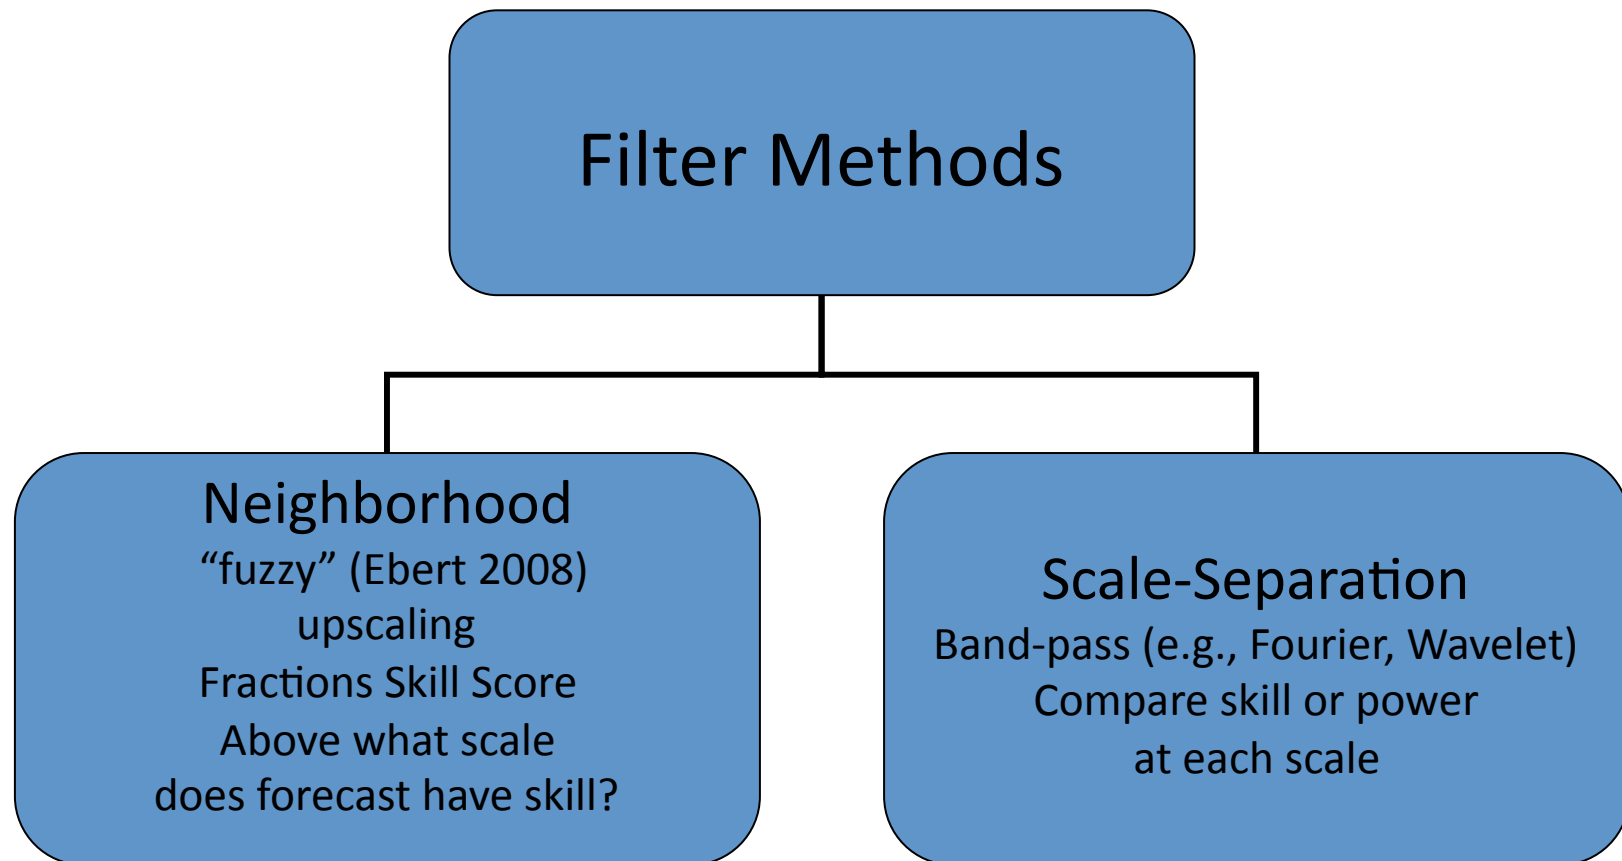 Filter Methods
Neighborhood
“fuzzy” (Ebert 2008)
upscaling
Fractions Skill Score
Above what scale
does forecast have skill?
Scale-Separation
Band-pass (e.g., Fourier, Wavelet)
Compare skill or power
at each scale